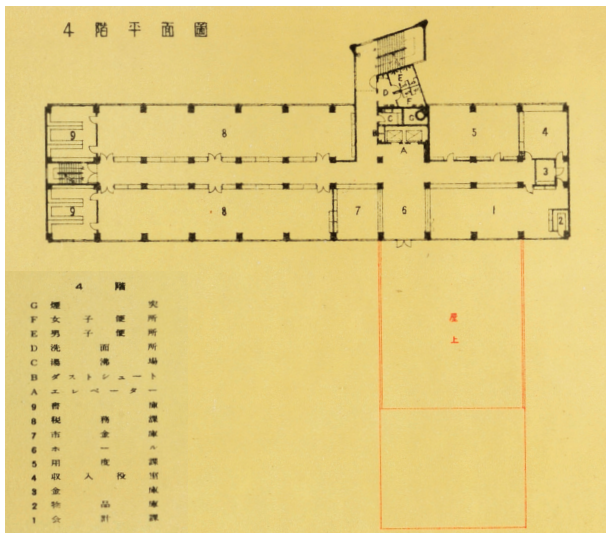 4階平面圖
E
D
F
C
G
9
8
A
5
4
3
9
8
7
6
1
2
屋上
4階
G 煙突
F 女子便所
E 男子便所
D 洗面所
C 湯沸場
B ダストシュート
A エレベーター
9 書庫
8 税務課
7 市金庫
6 ホール
5 用度課
4 収入役室
3 金庫
2 物品庫
1 会計課